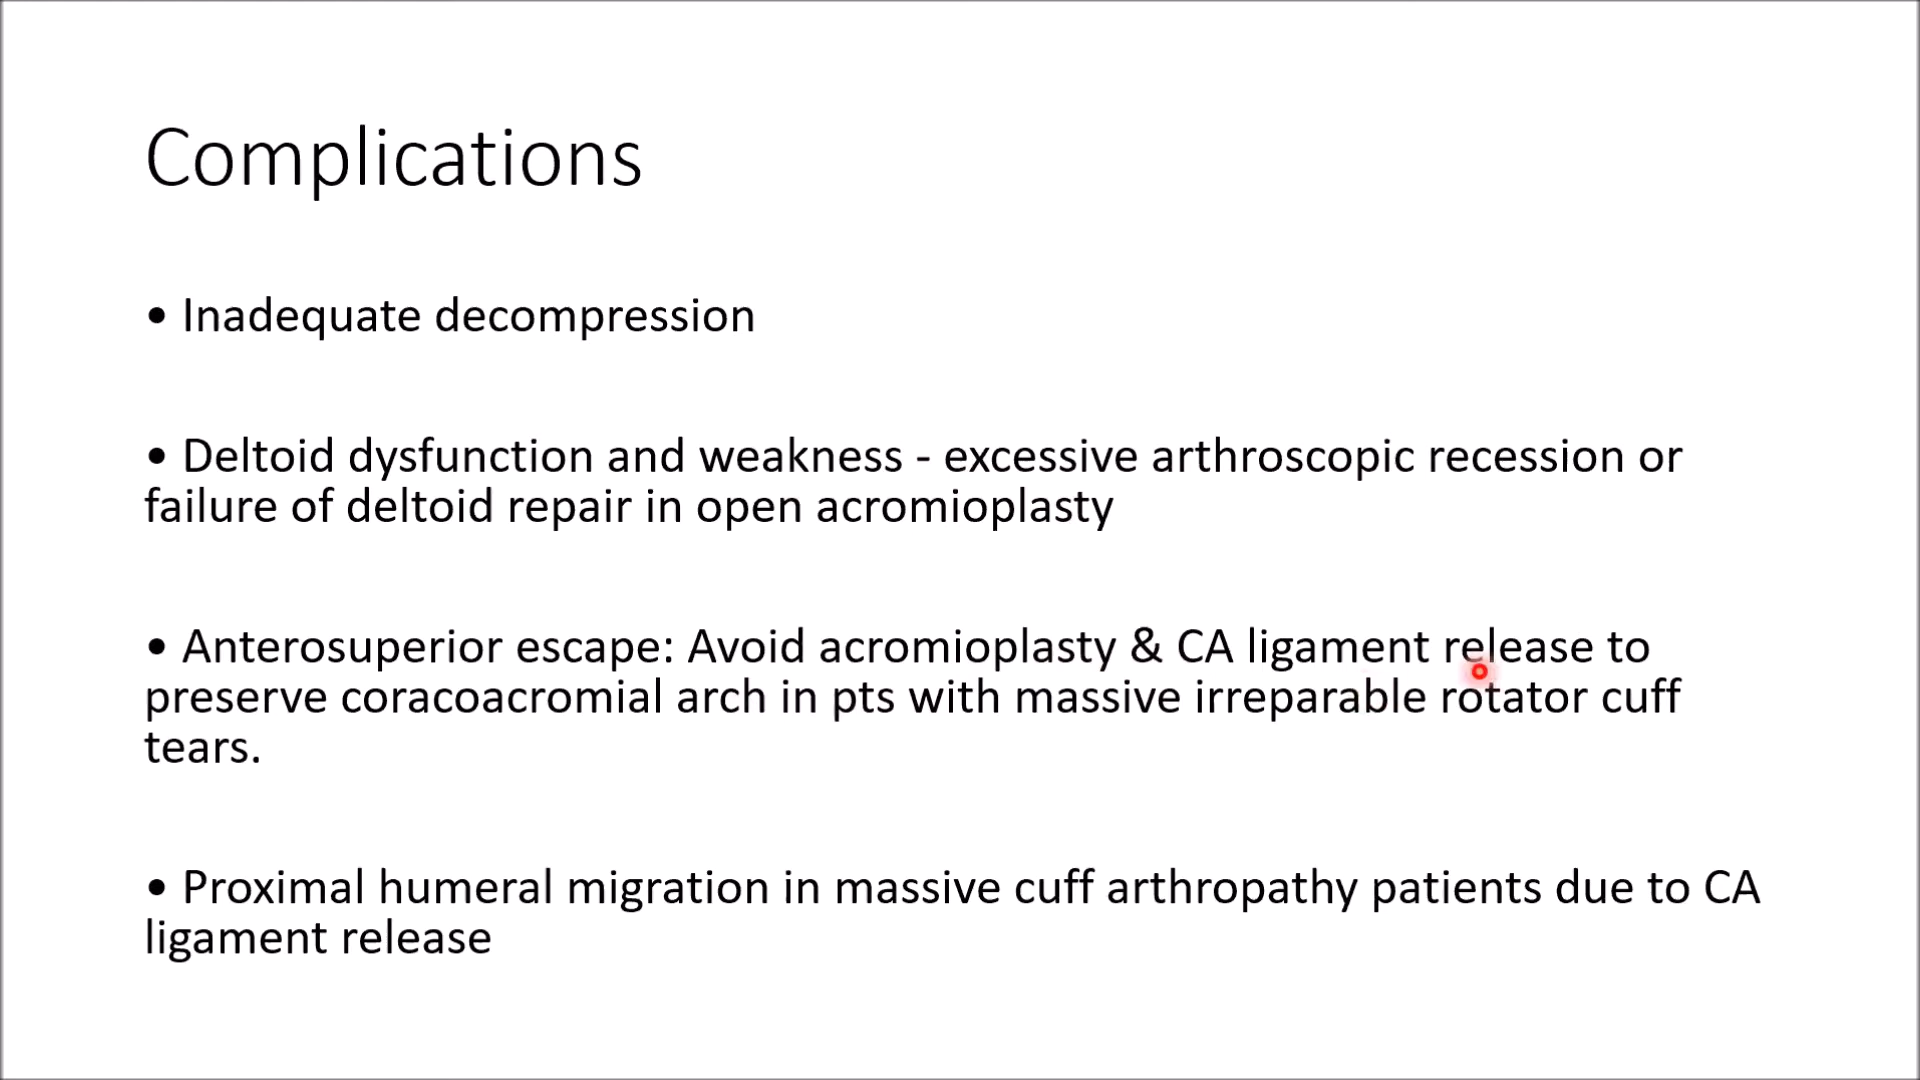 Complications
• Inadequate decompression
• Deltoid dysfunction and weakness - excessive arthroscopic recession or
failure of deltoid repair in open acromioplasty
• Anterosuperior escape: Avoid acromioplasty & CA ligament release to
preserve coracoacromial arch in pts with massive irreparable rotator cuff
tears.
• Proximal humeral migration in massive cuff arthropathy patients due to CA
ligament release